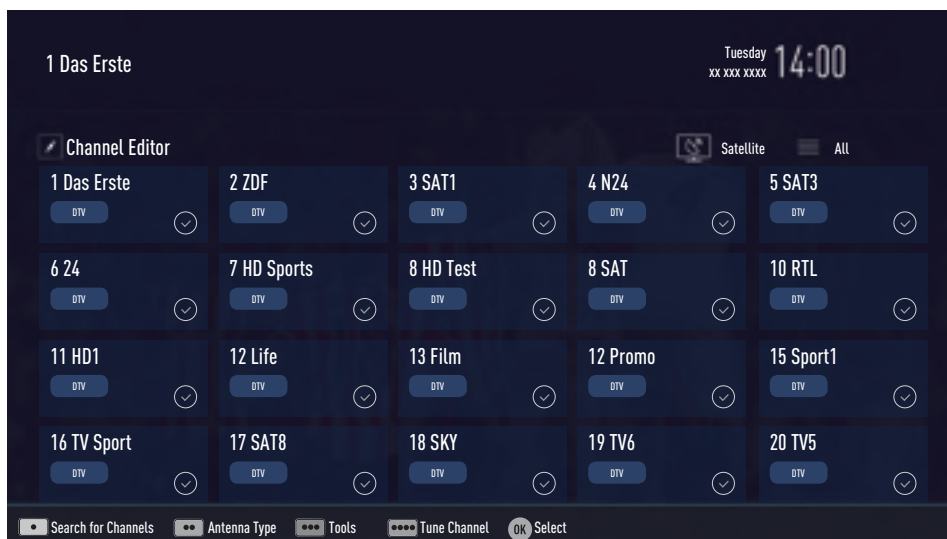 1 Das Erste
Tuesday
xx xxx xxxx
14:00
Channel Editor
Satellite
All
1 Das Erste
2 ZDF
3 SAT1
4 N24
5 SAT3
DTV
DTV
DTV
DTV
DTV
6 24
7 HD Sports
8 HD Test
8 SAT
10 RTL
DTV
DTV
DTV
DTV
DTV
11 HD1
12 Life
13 Film
12 Promo
15 Sport1
DTV
DTV
DTV
DTV
DTV
16 TV Sport
17 SAT8
18 SKY
19 TV6
20 TV5
DTV
DTV
DTV
DTV
DTV
Search for Channels
Antenna Type
Tools
Tune Channel
OK Select